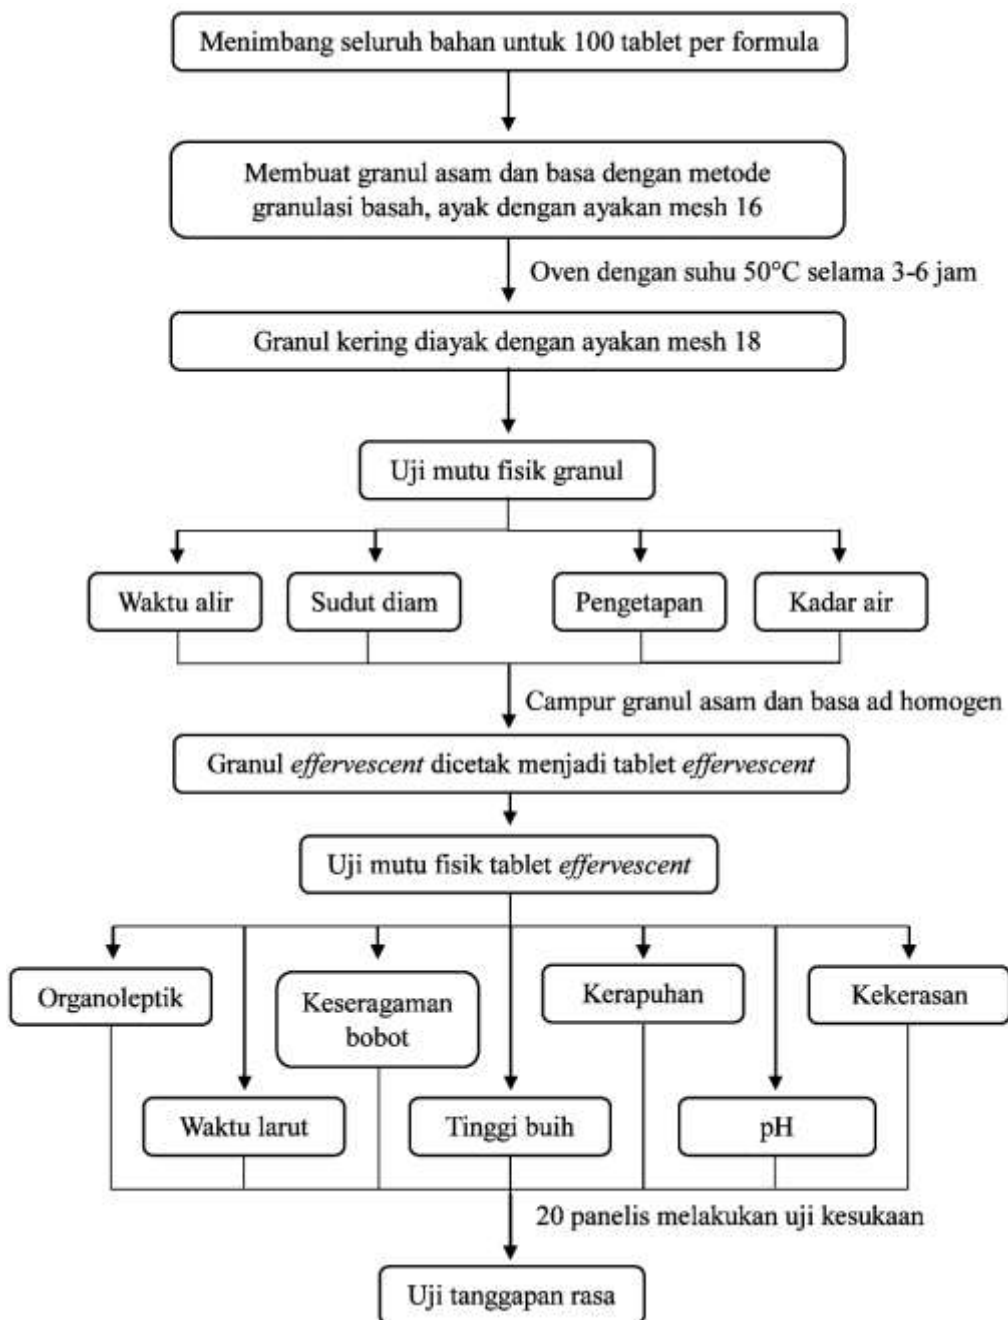 Menimbang seluruh bahan untuk 100 tablet per formula
Membuat granul asam dan basa dengan metode
granulasi basah, ayak dengan ayakan mesh 16
Oven dengan suhu 50°C selama 3-6 jam
Granul kering diayak dengan ayakan mesh 18
Uji mutu fisik granul
Waktu alir
Sudut diam
Pengetapan
Kadar air
Campur granul asam dan basa ad homogen
Granul effervescent dicetak menjadi tablet effervescent
Uji mutu fisik tablet effervescent
Organoleptik
Keseragaman
bobot
Kerapuhan
Kekerasan
Waktu larut
Tinggi buih
pH
20 panelis melakukan uji kesukaan
Uji tanggapan rasa